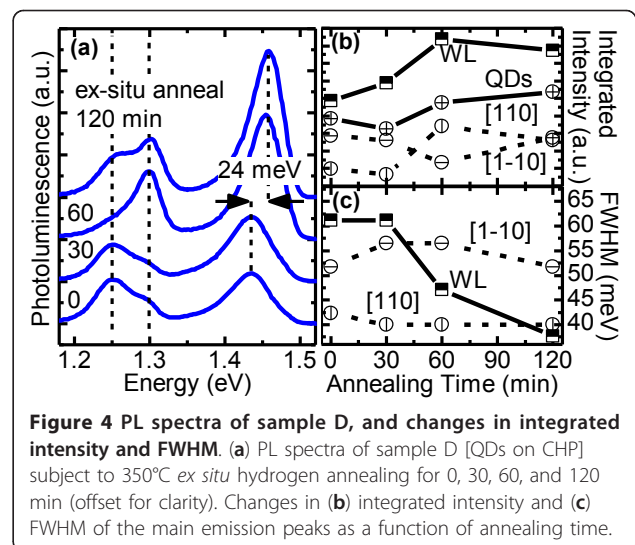 (a)
ex-situ anneal
120 min
24 meV
60
30
0
Photoluminescence (a.u.)
1.2 1.3 1.4 1.5
Energy (eV)
(b)
WL
QDs
[110]
[1-10]
Integrated
Intensity
(a.u.)
(c)
[1-10]
WL
[110]
65
60
55
50
45
40
FWHM
(meV)
0 30 60 90 120
Annealing Time (min)
Figure 4 PL spectra of sample D, and changes in integrated
intensity and FWHM. (a) PL spectra of sample D [QDs on CHP]
subject to 350°C ex situ hydrogen annealing for 0, 30, 60, and 120
min (offset for clarity). Changes in (b) integrated intensity and (c)
FWHM of the main emission peaks as a function of annealing time.